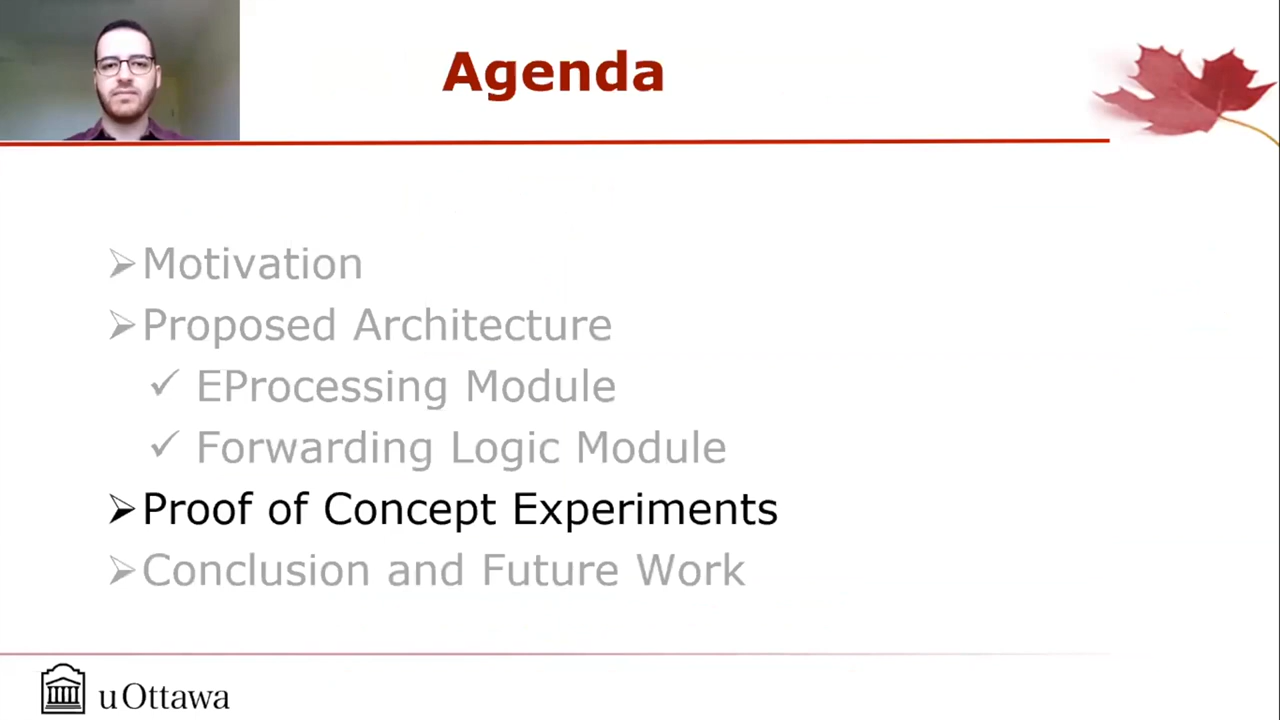 Agenda
➢Motivation
➢Proposed Architecture
✓ EProcessing Module
✓ Forwarding Logic Module
➢Proof of Concept Experiments
➢Conclusion and Future Work
uOttawa